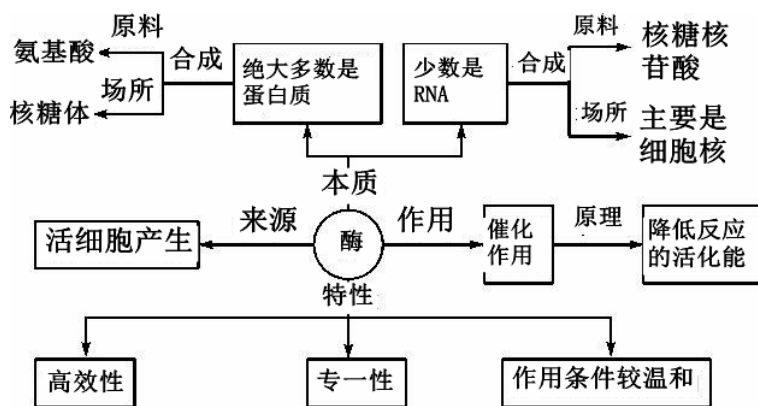 原料
氨基酸
合成
场所
核糖体
绝大多数是
蛋白质
少数是
RNA
合成
原料
核糖核
苷酸
场所
主要是
细胞核
本质
活细胞产生
来源
酶
作用
催化
作用
原理
降低反应
的活化能
特性
高效性
专一性
作用条件较温和